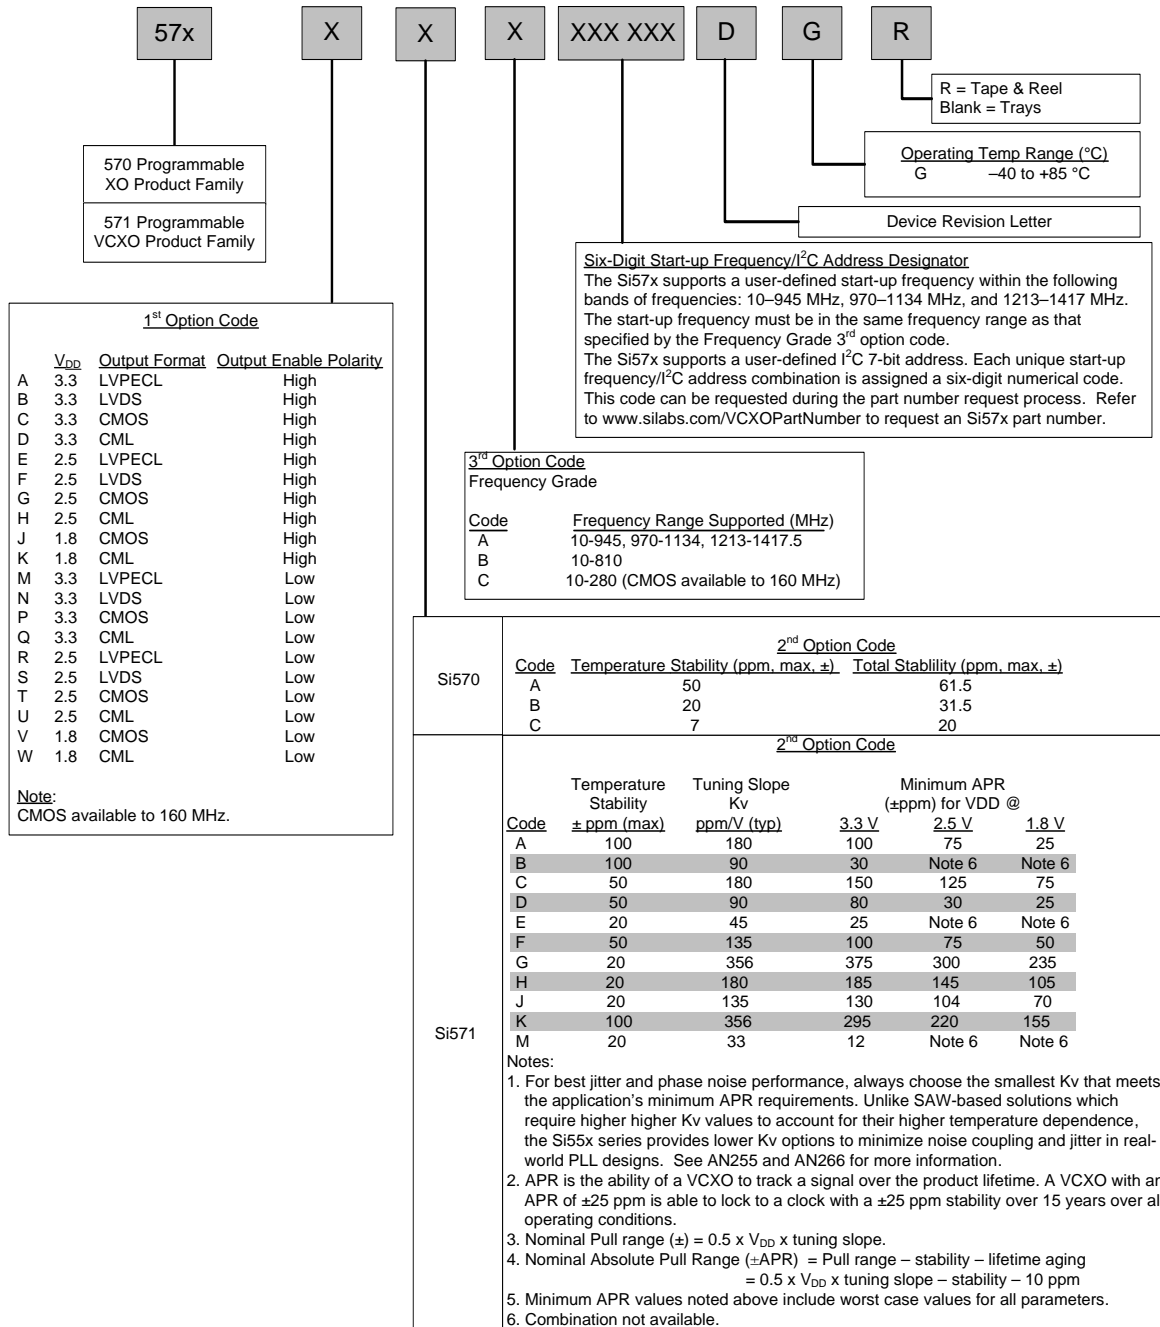 57x X X X XXX XXX D G R
R = Tape & Reel
Blank = Trays
Operating Temp Range (°C)
G –40 to +85 °C
Device Revision Letter
570 Programmable
XO Product Family
571 Programmable
VCXO Product Family
Six-Digit Start-up Frequency/I²C Address Designator
The Si57x supports a user-defined start-up frequency within the following
bands of frequencies: 10–945 MHz, 970–1134 MHz, and 1213–1417 MHz.
The start-up frequency must be in the same frequency range as that
specified by the Frequency Grade 3rd option code.
The Si57x supports a user-defined I²C 7-bit address. Each unique start-up
frequency/I²C address combination is assigned a six-digit numerical code.
This code can be requested during the part number request process. Refer
to www.silabs.com/VCXOPartNumber to request an Si57x part number.
1st Option Code
VDD Output Format Output Enable Polarity
A 3.3 LVPECL High
B 3.3 LVDS High
C 3.3 CMOS High
D 3.3 CML High
E 2.5 LVPECL High
F 2.5 LVDS High
G 2.5 CMOS High
H 2.5 CML High
J 1.8 CMOS High
K 1.8 CML High
M 3.3 LVPECL Low
N 3.3 LVDS Low
P 3.3 CMOS Low
Q 3.3 CML Low
R 2.5 LVPECL Low
S 2.5 LVDS Low
T 2.5 CMOS Low
U 2.5 CML Low
V 1.8 CMOS Low
W 1.8 CML Low
Note:
CMOS available to 160 MHz.
3rd Option Code
Frequency Grade
Code Frequency Range Supported (MHz)
A 10-945, 970-1134, 1213-1417.5
B 10-810
C 10-280 (CMOS available to 160 MHz)
Si570
2nd Option Code
Code Temperature Stability (ppm, max, ±) Total Stablility (ppm, max, ±)
A 50 61.5
B 20 31.5
C 7 20
Si571
2nd Option Code
Temperature Tuning Slope Minimum APR
Stability Kv (±ppm) for VDD @
Code ± ppm (max) ppm/V (typ) 3.3 V 2.5 V 1.8 V
A 100 180 100 75 25
B 100 90 30 Note 6 Note 6
C 50 180 150 125 75
D 50 90 80 30 25
E 20 45 25 Note 6 Note 6
F 50 135 100 75 50
G 20 356 375 300 235
H 20 180 185 145 105
J 20 135 130 104 70
K 100 356 295 220 155
M 20 33 12 Note 6 Note 6
Notes:
1. For best jitter and phase noise performance, always choose the smallest Kv that meets
the application's minimum APR requirements. Unlike SAW-based solutions which
require higher higher Kv values to account for their higher temperature dependence,
the Si55x series provides lower Kv options to minimize noise coupling and jitter in real-
world PLL designs. See AN255 and AN266 for more information.
2. APR is the ability of a VCXO to track a signal over the product lifetime. A VCXO with an
APR of ±25 ppm is able to lock to a clock with a ±25 ppm stability over 15 years over all
operating conditions.
3. Nominal Pull range (±) = 0.5 x VDD x tuning slope.
4. Nominal Absolute Pull Range (±APR) = Pull range – stability – lifetime aging
= 0.5 x VDD x tuning slope – stability – 10 ppm
5. Minimum APR values noted above include worst case values for all parameters.
6. Combination not available.